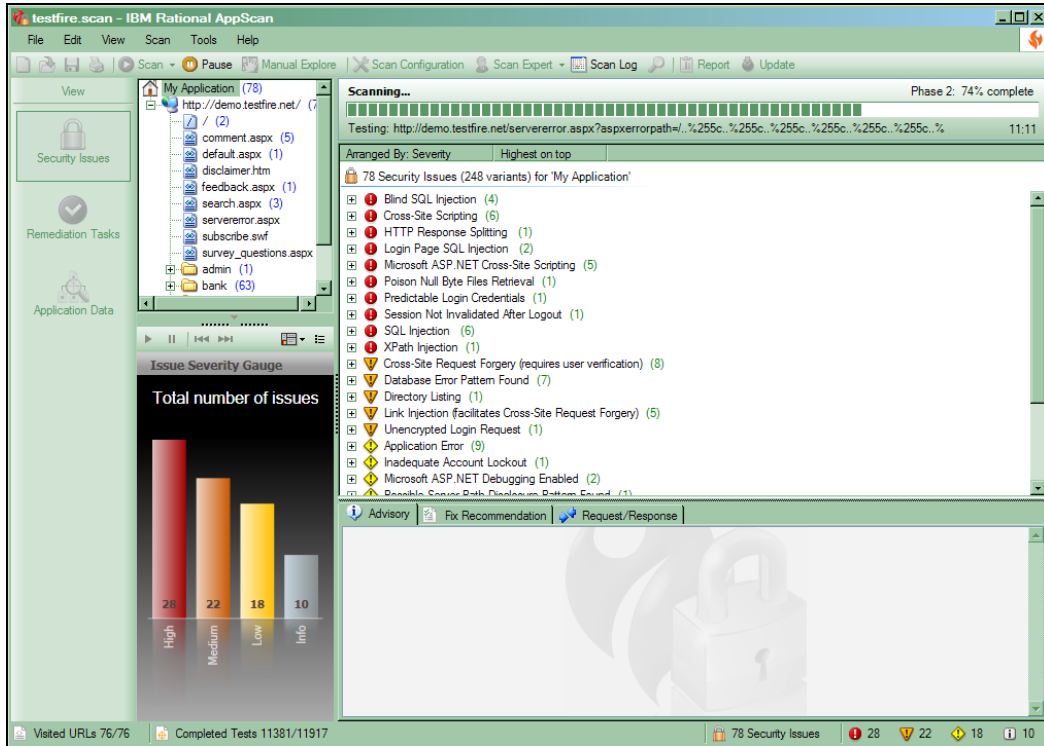 testfire.scan - IBM Rational AppScan
File Edit View Scan Tools Help
Scan Pause Manual Explore Scan Configuration Scan Expert Scan Log Report Update
View
Security Issues
Remediation Tasks
Application Data
My Application (78)
http://demo.testfire.net/
/ (2)
comment.aspx (5)
default.aspx (1)
disclaimer.htm
feedback.aspx (1)
search.aspx (3)
servererror.aspx
subscribe.swf
survey_questions.aspx
admin (1)
bank (63)
Issue Severity Gauge
Total number of issues
28 22 18 10
High Medium Low Info
Scanning... Phase 2: 74% complete
Testing: http://demo.testfire.net/servererror.aspx?aspxerrorpath=/..%255c..%255c..%255c..%255c..%255c..%255c..% 11:11
Arranged By: Severity Highest on top
78 Security Issues (248 variants) for 'My Application'
Blind SQL Injection (4)
Cross-Site Scripting (6)
HTTP Response Splitting (1)
Login Page SQL Injection (2)
Microsoft ASP.NET Cross-Site Scripting (5)
Poison Null Byte Files Retrieval (1)
Predictable Login Credentials (1)
Session Not Invalidated After Logout (1)
SQL Injection (6)
XPath Injection (1)
Cross-Site Request Forgery (requires user verification) (8)
Database Error Pattern Found (7)
Directory Listing (1)
Link Injection (facilitates Cross-Site Request Forgery) (5)
Unencrypted Login Request (1)
Application Error (9)
Inadequate Account Lockout (1)
Microsoft ASP.NET Debugging Enabled (2)
Possible Server Path Disclosure Pattern Found (1)
Advisory Fix Recommendation Request/Response
Visited URLs 76/76 Completed Tests 11381/11917 78 Security Issues 28 22 18 10